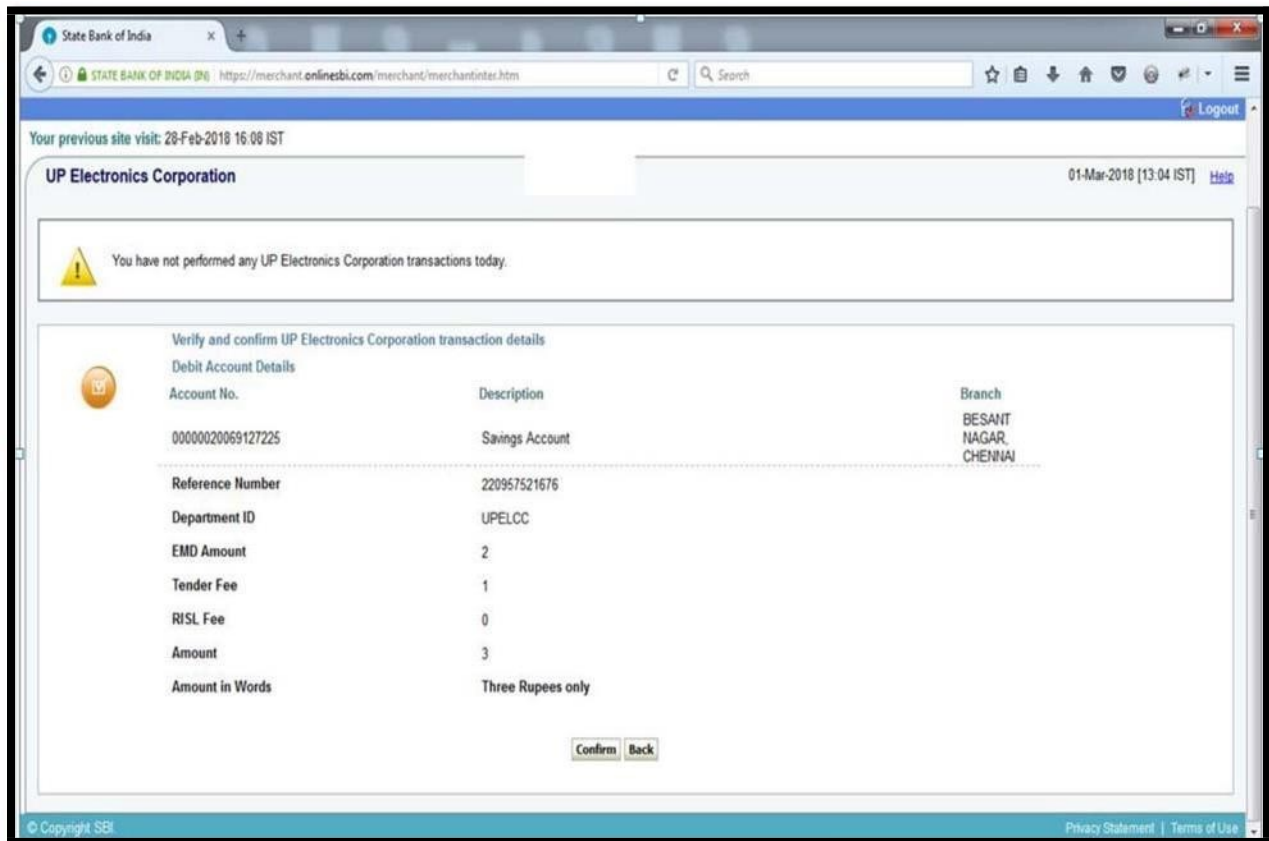 State Bank of India
STATE BANK OF INDIA (IN) https://merchant.onlinesbi.com/merchant/merchantinter.htm Search
Logout
Your previous site visit: 28-Feb-2018 16:08 IST
UP Electronics Corporation 01-Mar-2018 [13:04 IST] Help
You have not performed any UP Electronics Corporation transactions today.
Verify and confirm UP Electronics Corporation transaction details
Debit Account Details
Account No. Description Branch
00000020069127225 Savings Account BESANT
NAGAR,
CHENNAI
Reference Number 220957521676
Department ID UPELCC
EMD Amount 2
Tender Fee 1
RISL Fee 0
Amount 3
Amount in Words Three Rupees only
Confirm Back
© Copyright SBI. Privacy Statement | Terms of Use